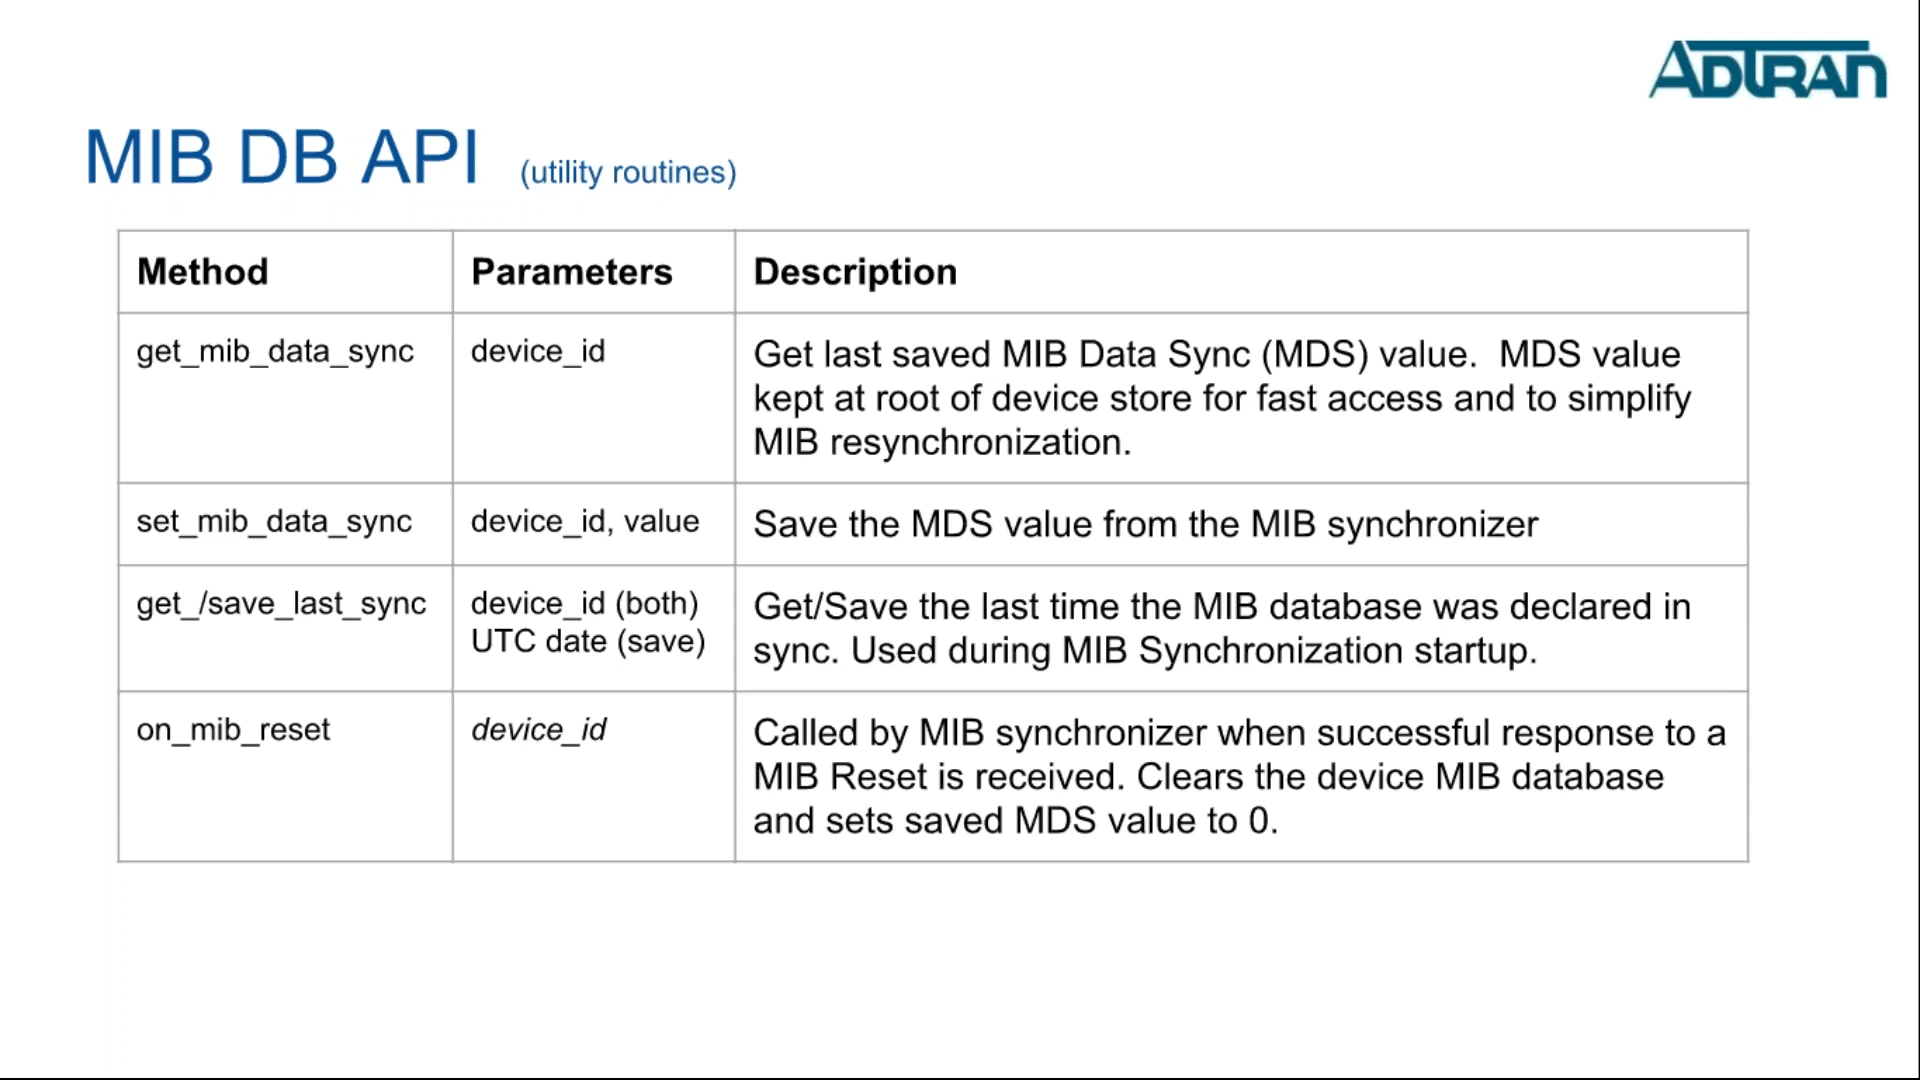 ADTRAN
MIB DB API (utility routines)
Method Parameters Description
get_mib_data_sync device_id Get last saved MIB Data Sync (MDS) value.  MDS value
kept at root of device store for fast access and to simplify
MIB resynchronization.
set_mib_data_sync device_id, value Save the MDS value from the MIB synchronizer
get_/save_last_sync device_id (both) Get/Save the last time the MIB database was declared in
UTC date (save) sync. Used during MIB Synchronization startup.
on_mib_reset device_id Called by MIB synchronizer when successful response to a
MIB Reset is received. Clears the device MIB database
and sets saved MDS value to 0.